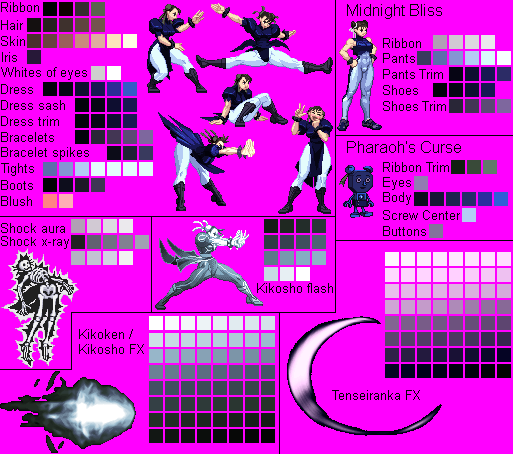 Ribbon
Hair
Skin
Iris
Whites of eyes
Dress
Dress sash
Dress trim
Bracelets
Bracelet spikes
Tights
Boots
Blush
Midnight Bliss
Ribbon
Pants
Pants Trim
Shoes
Shoes Trim
Pharaoh's Curse
Ribbon Trim
Eyes
Body
Screw Center
Buttons
Shock aura
Shock x-ray
Kikosho flash
Kikoken /
Kikosho FX
Tenseiranka FX